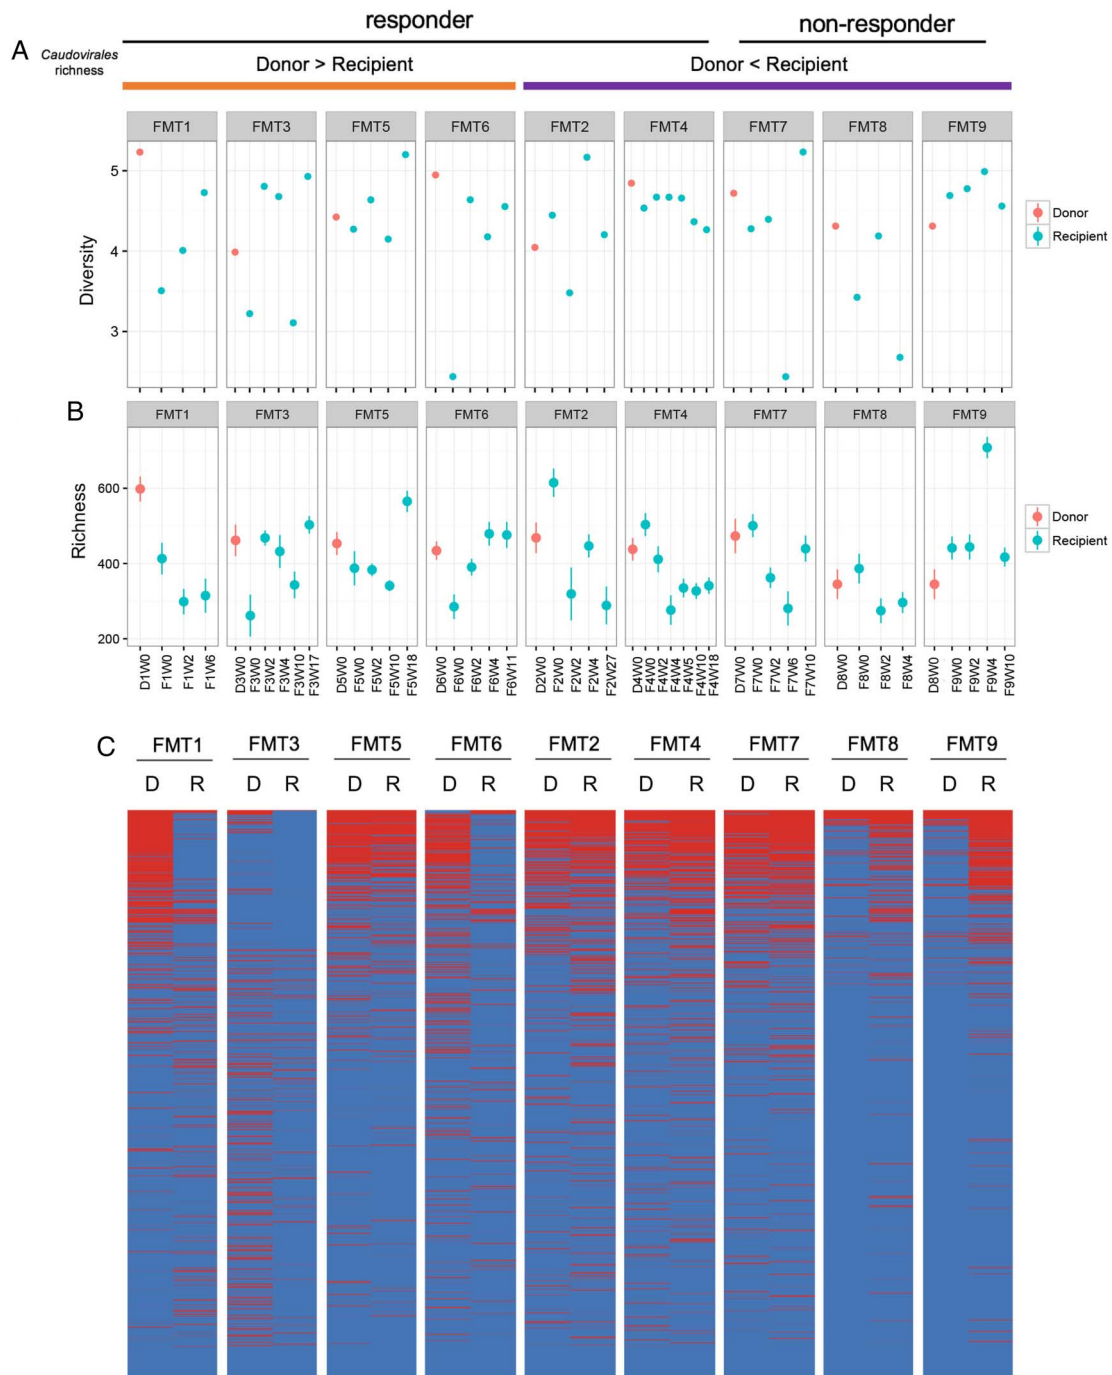 responder
non-responder
A
Caudovirales
richness
Donor > Recipient
Donor < Recipient
FMT1 FMT3 FMT5 FMT6 FMT2 FMT4 FMT7 FMT8 FMT9
Diversity
5
4
3
Donor
Recipient
B
FMT1 FMT3 FMT5 FMT6 FMT2 FMT4 FMT7 FMT8 FMT9
Richness
600
400
200
Donor
Recipient
D1W0 F1W0 F1W2 F1W6 D3W0 F3W0 F3W2 F3W4 F3W10 F3W17 D5W0 F5W0 F5W2 F5W10 F5W18 D6W0 F6W0 F6W2 F6W4 F6W11 D2W0 F2W0 F2W2 F2W4 F2W27 D4W0 F4W0 F4W2 F4W4 F4W5 F4W10 F4W18 D7W0 F7W0 F7W2 F7W6 F7W10 D8W0 F8W0 F8W2 F8W4 D8W0 F9W0 F9W2 F9W4 F9W10
C
FMT1 FMT3 FMT5 FMT6 FMT2 FMT4 FMT7 FMT8 FMT9
D R D R D R D R D R D R D R D R D R